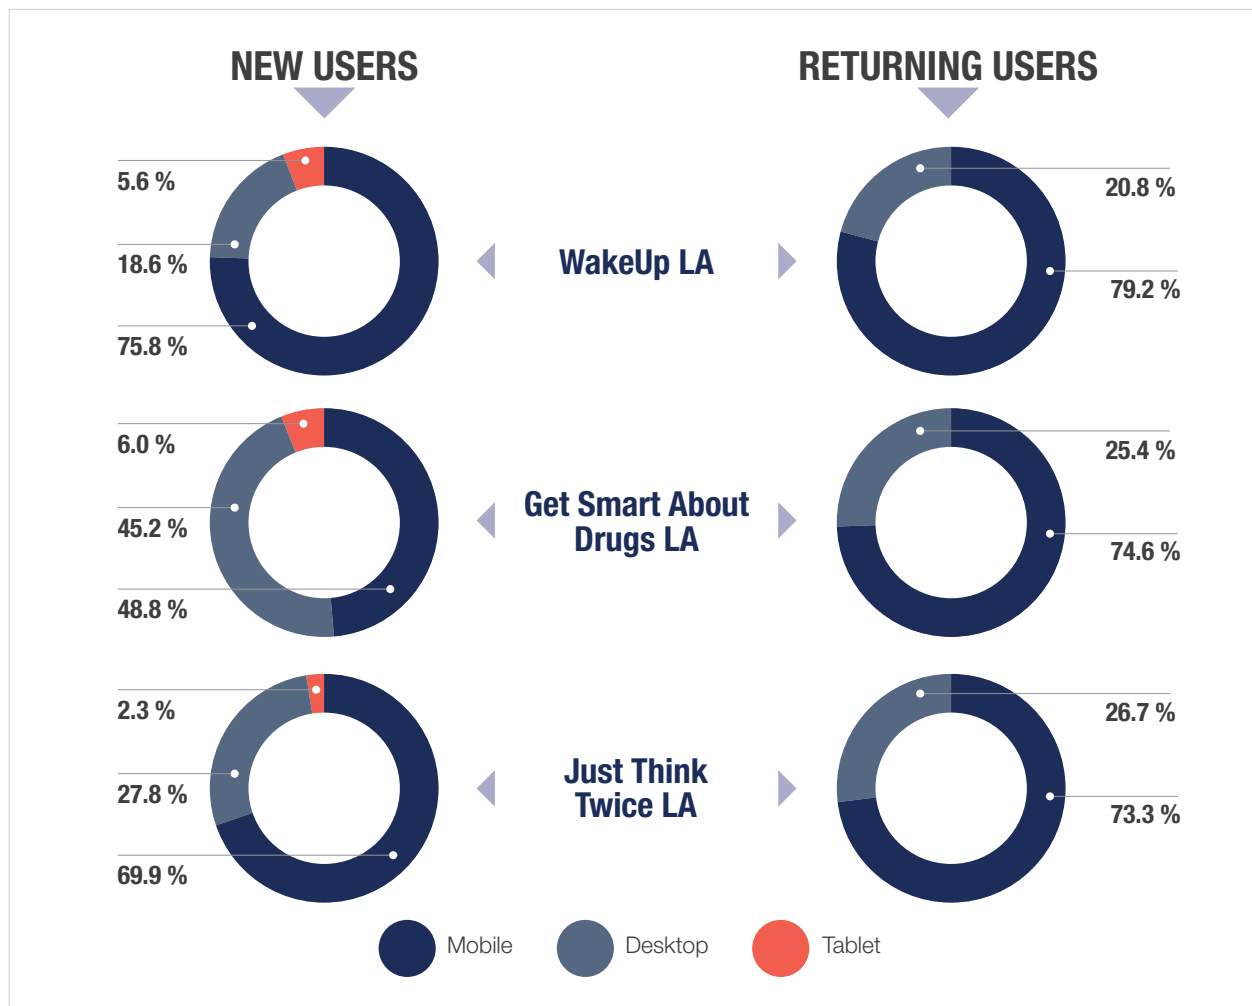 NEW USERS
RETURNING USERS
5.6 %
18.6 %
75.8 %
WakeUp LA
20.8 %
79.2 %
6.0 %
45.2 %
48.8 %
Get Smart About
Drugs LA
25.4 %
74.6 %
2.3 %
27.8 %
69.9 %
Just Think
Twice LA
26.7 %
73.3 %
Mobile
Desktop
Tablet